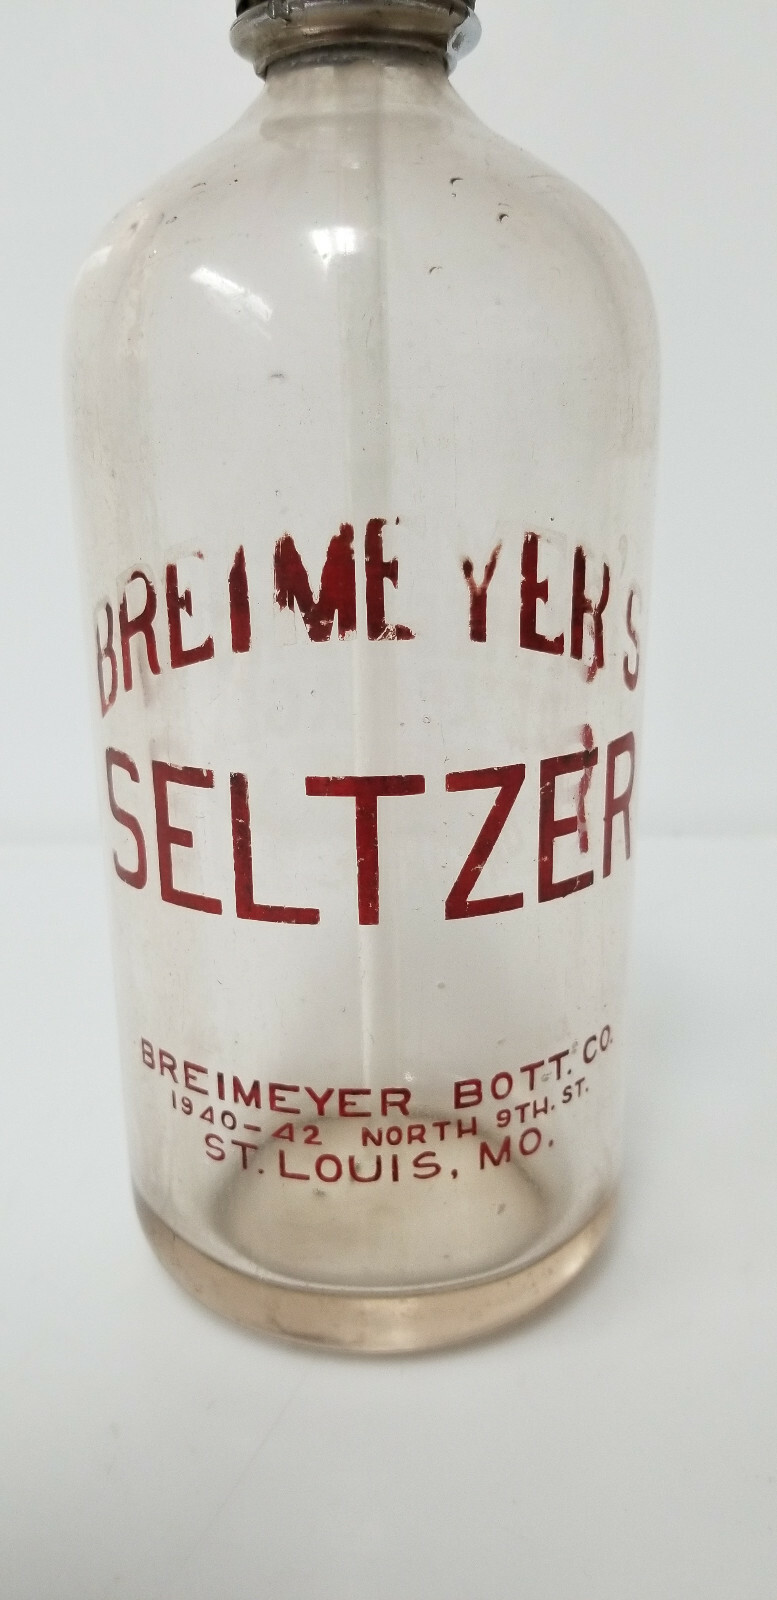 BREIMEYER'S
SELTZER
BREIMEYER BOTT. CO.
1940-42 NORTH 9TH. ST.
ST. LOUIS, MO.